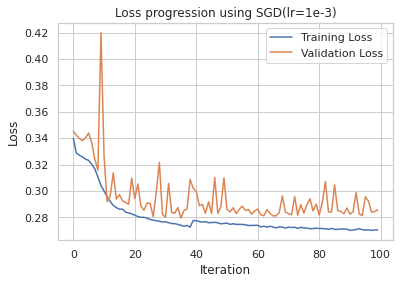 Loss progression using SGD(lr=1e-3)
Training Loss
Validation Loss
0.42
0.40
0.38
0.36
0.34
0.32
0.30
0.28
Loss
0
20
40
60
80
100
Iteration